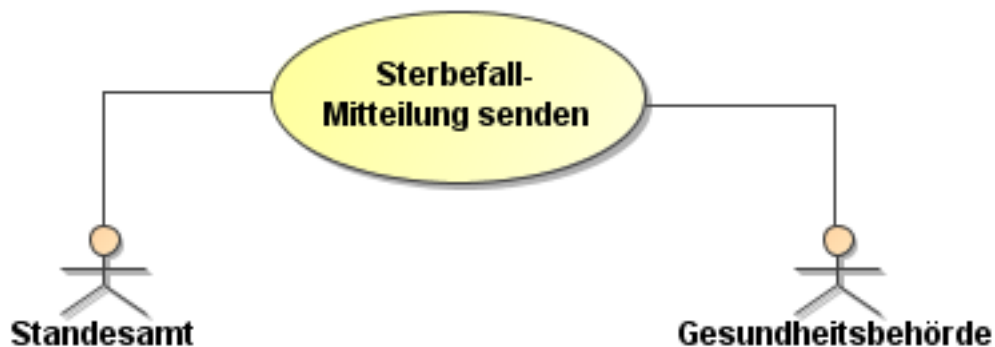 Sterbefall-
Mitteilung senden
Standesamt
Gesundheitsbehörde